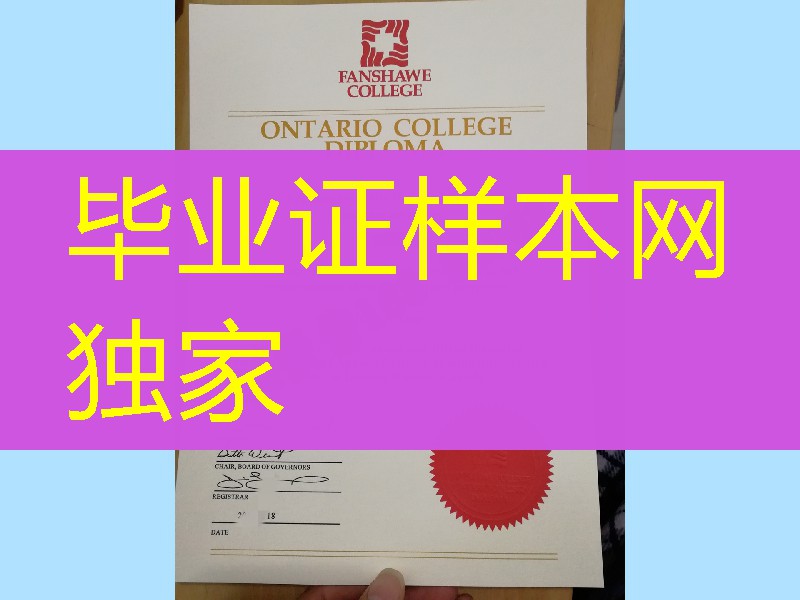 FANSHAWE
COLLEGE
ONTARIO COLLEGE
DIPLOMA
毕业证样本网
独家
CHAIR, BOARD OF GOVERNORS
REGISTRAR
18
DATE